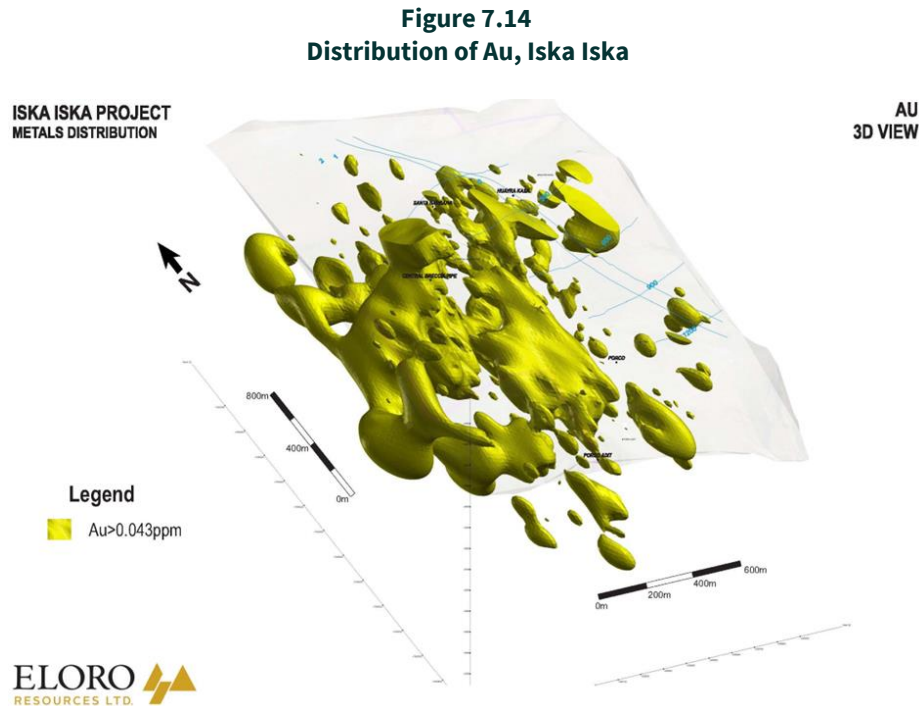 Figure 7.14
Distribution of Au, Iska Iska
ISKA ISKA PROJECT
METALS DISTRIBUTION
AU
3D VIEW
N
HUAYRA KASA
SANTA BARBARA
CENTRAL BRECCIA PIPE
900
PORCO
PORCO ADIT
800m
400m
0m
Legend
Au>0.043ppm
0m
200m
400m
600m
ELORO
RESOURCES LTD.